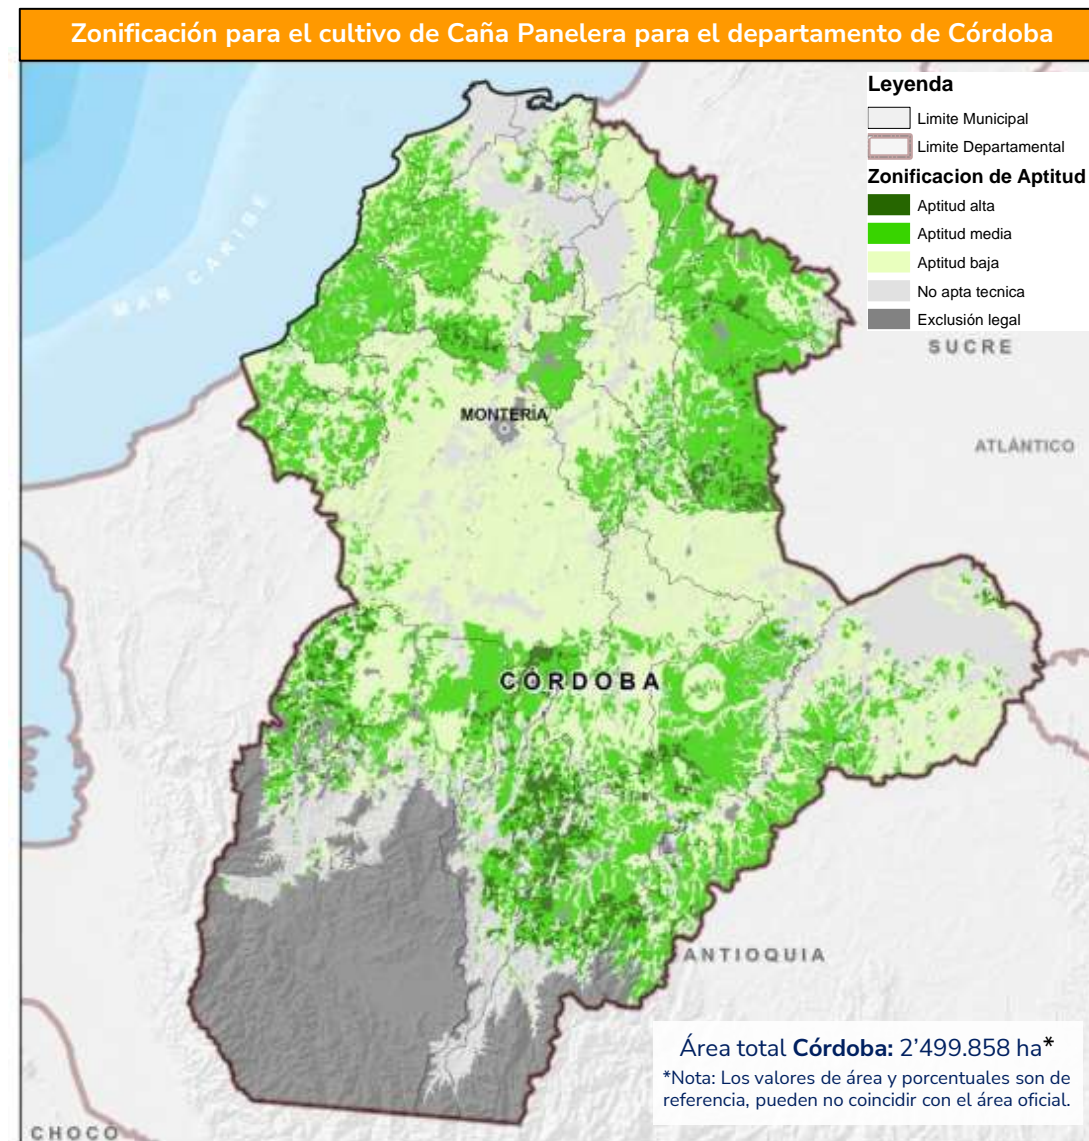 Zonificación para el cultivo de Caña Panelera para el departamento de Córdoba
Leyenda
Limite Municipal
Limite Departamental
Zonificacion de Aptitud
Aptitud alta
Aptitud media
Aptitud baja
No apta tecnica
Exclusión legal
MAR CARIBE
SUCRE
MONTERÍA
ATLÁNTICO
CÓRDOBA
ANTIOQUIA
Área total Córdoba: 2’499.858 ha*
*Nota: Los valores de área y porcentuales son de
referencia, pueden no coincidir con el área oficial.
CHOCO